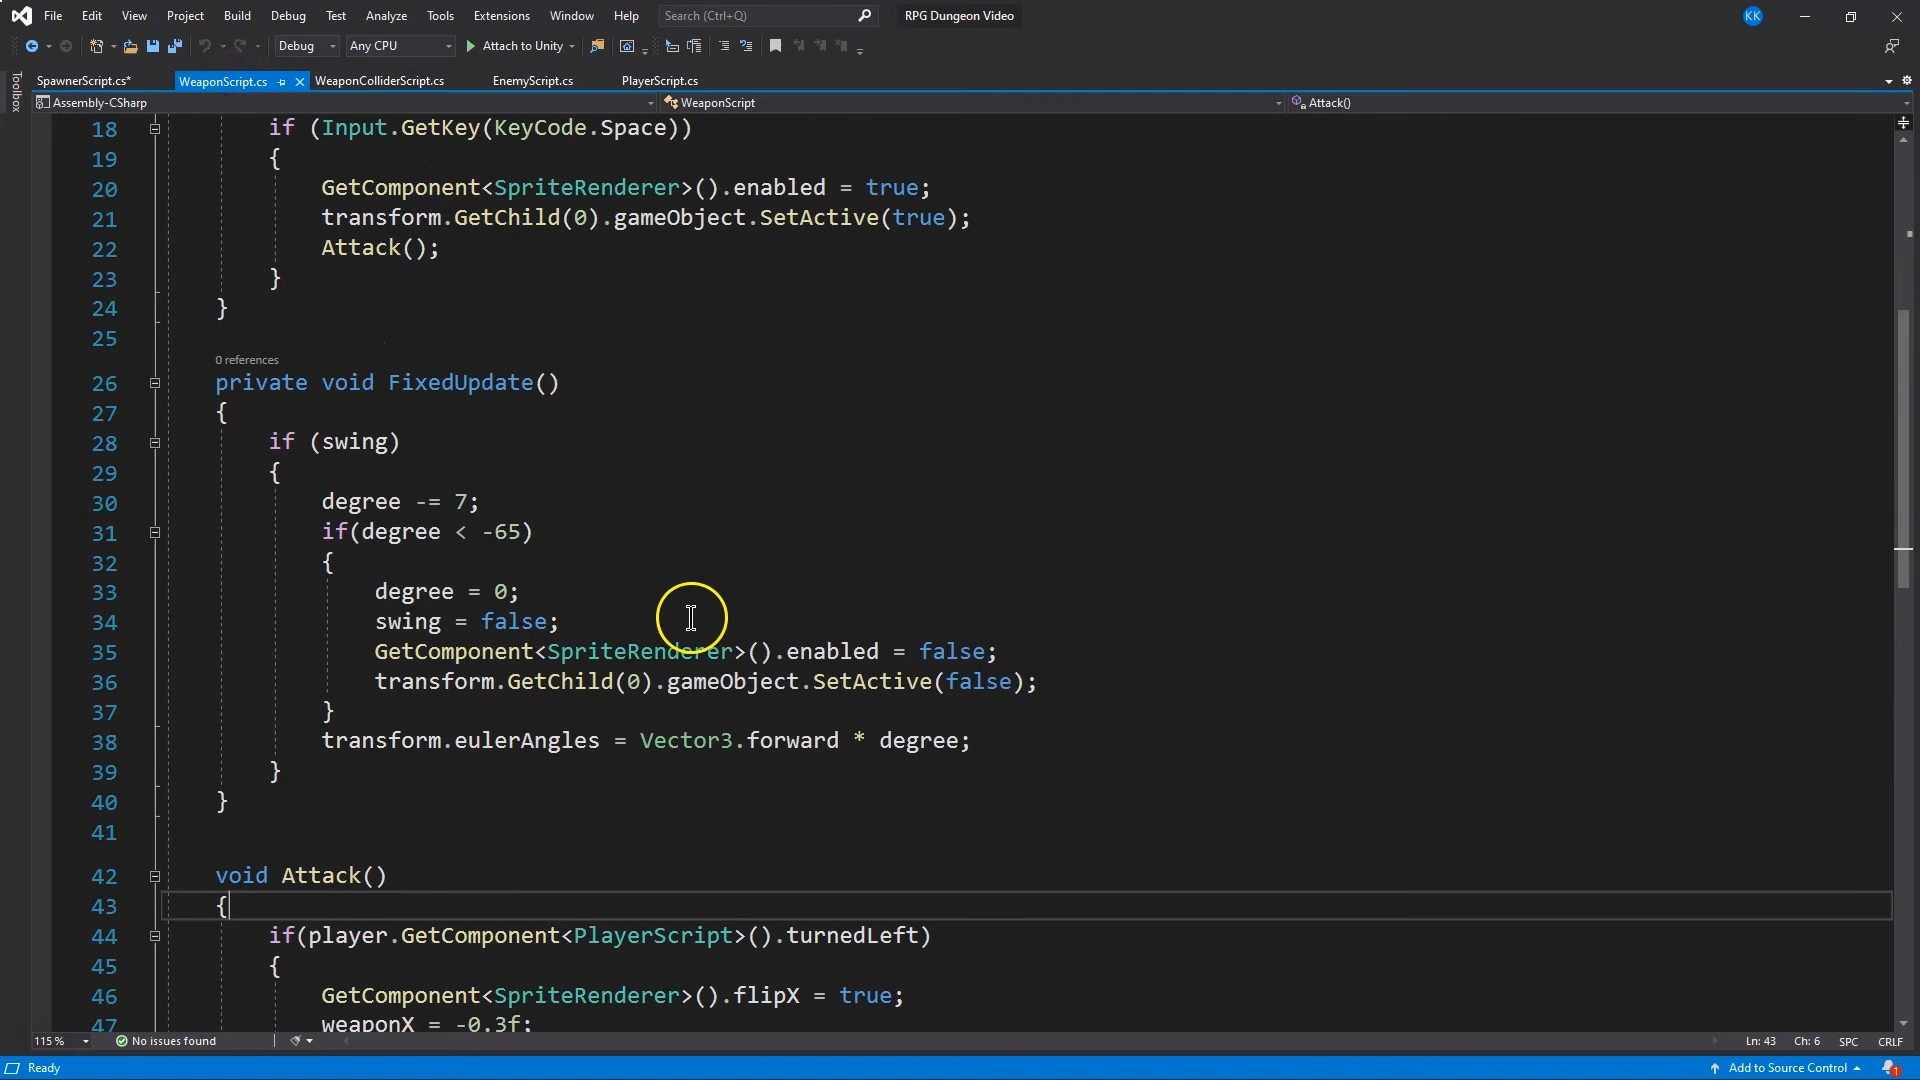 File Edit View Project Build Debug Test Analyze Tools Extensions Window Help Search (Ctrl+Q) RPG Dungeon Video KK
Debug Any CPU Attach to Unity
Toolbox
SpawnerScript.cs* WeaponScript.cs WeaponColliderScript.cs EnemyScript.cs PlayerScript.cs
Assembly-CSharp WeaponScript Attack()
18 if (Input.GetKey(KeyCode.Space))
19 {
20 GetComponent<SpriteRenderer>().enabled = true;
21 transform.GetChild(0).gameObject.SetActive(true);
22 Attack();
23 }
24 }
25
0 references
26 private void FixedUpdate()
27 {
28 if (swing)
29 {
30 degree -= 7;
31 if(degree < -65)
32 {
33 degree = 0;
34 swing = false;
35 GetComponent<SpriteRenderer>().enabled = false;
36 transform.GetChild(0).gameObject.SetActive(false);
37 }
38 transform.eulerAngles = Vector3.forward * degree;
39 }
40 }
41
42 void Attack()
43 {
44 if(player.GetComponent<PlayerScript>().turnedLeft)
45 {
46 GetComponent<SpriteRenderer>().flipX = true;
47 weaponX = -0.3f;
115 % No issues found Ln: 43 Ch: 6 SPC CRLF
Ready Add to Source Control 1